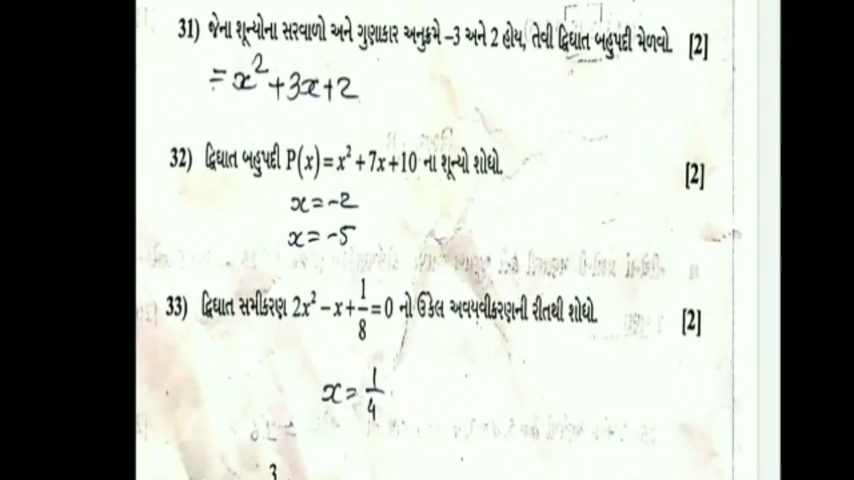 31) જેના શૂન્યોના સરવાળો અને ગુણાકાર અનુક્રમે –3 અને 2 હોય, તેવી દ્વિઘાત બહુપદી મેળવો. [2]
= x² + 3x + 2
32) દ્વિઘાત બહુપદી P(x) = x² + 7x + 10 ના શૂન્યો શોધો. [2]
x = -2
x = -5
33) દ્વિઘાત સમીકરણ 2x² – x + 1/8 = 0 નો ઉકેલ અવયવીકરણની રીતથી શોધો. [2]
x = 1/4
3